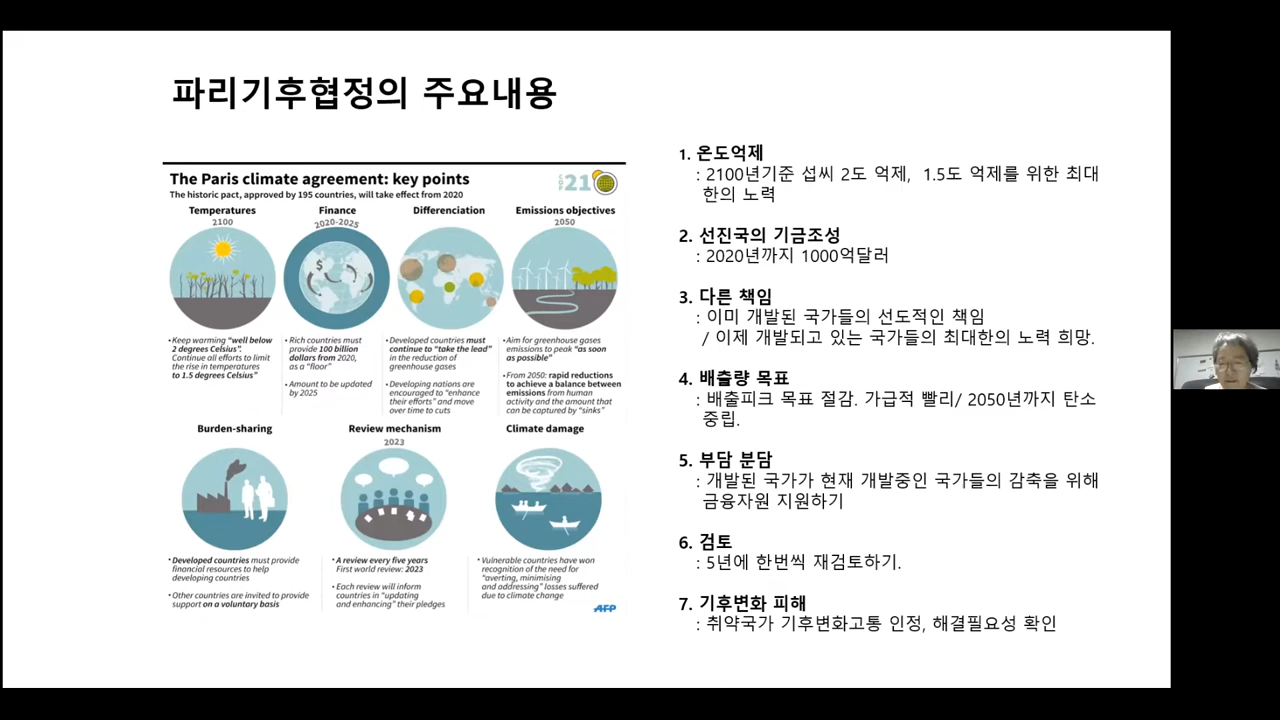 파리기후협정의 주요내용
The Paris climate agreement: key points
The historic pact, approved by 195 countries, will take effect from 2020
COP
21
Temperatures
2100
• Keep warming “well below
2 degrees Celsius”.
Continue all efforts to limit
the rise in temperatures
to 1.5 degrees Celsius”
Finance
2020-2025
$
• Rich countries must
provide 100 billion
dollars from 2020,
as a “floor”
• Amount to be updated
by 2025
Differenciation
• Developed countries must
continue to “take the lead”
in the reduction of
greenhouse gases
• Developing nations are
encouraged to “enhance
their efforts” and move
over time to cuts
Emissions objectives
2050
• Aim for greenhouse gases
emissions to peak “as soon
as possible”
• From 2050: rapid reductions
to achieve a balance between
emissions from human
activity and the amount that
can be captured by “sinks”
Burden-sharing
• Developed countries must provide
financial resources to help
developing countries
• Other countries are invited to provide
support on a voluntary basis
Review mechanism
2023
• A review every five years
First world review: 2023
• Each review will inform
countries in “updating
and enhancing” their pledges
Climate damage
• Vulnerable countries have won
recognition of the need for
“averting, minimising
and addressing” losses suffered
due to climate change
AFP
1. 온도억제
: 2100년기준 섭씨 2도 억제, 1.5도 억제를 위한 최대
한의 노력
2. 선진국의 기금조성
: 2020년까지 1000억달러
3. 다른 책임
: 이미 개발된 국가들의 선도적인 책임
/ 이제 개발되고 있는 국가들의 최대한의 노력 희망.
4. 배출량 목표
: 배출피크 목표 절감. 가급적 빨리/ 2050년까지 탄소
중립.
5. 부담 분담
: 개발된 국가가 현재 개발중인 국가들의 감축을 위해
금융자원 지원하기
6. 검토
: 5년에 한번씩 재검토하기.
7. 기후변화 피해
: 취약국가 기후변화고통 인정, 해결필요성 확인